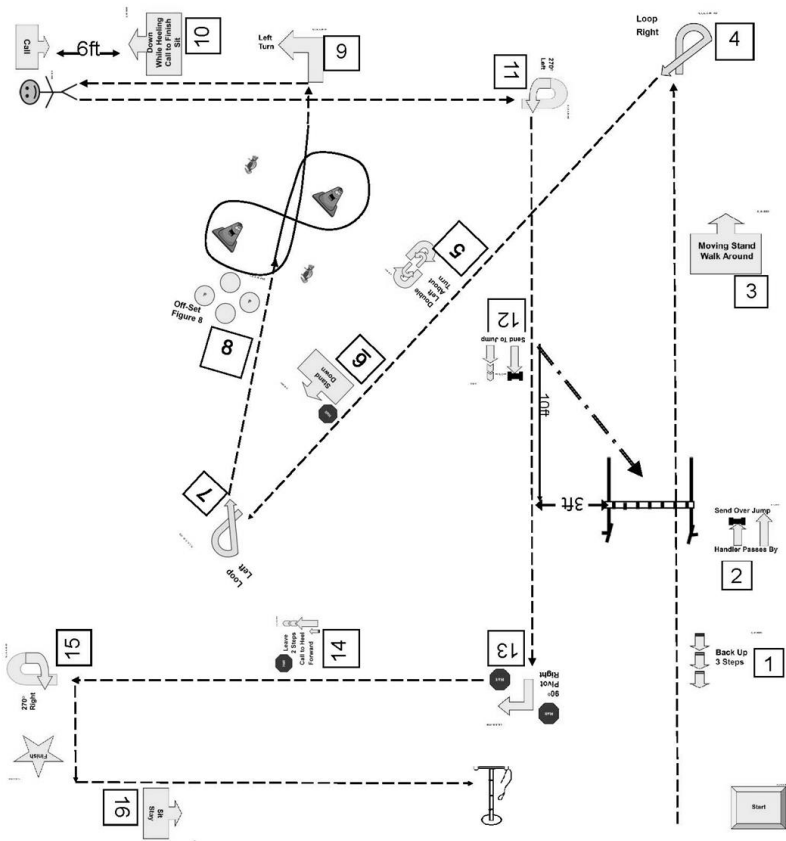 Call
6ft
Down
While Heeling
Call to Finish
Sit
10
Left
Turn
9
11
270°
Left
Loop
Right
4
Double
Left
About
Turn
5
Moving Stand
Walk Around
3
Off-Set
Figure 8
8
Stand
Down
6
12
Send To Jump
10ft
3ft
Send Over Jump
Handler Passes By
2
7
Loop
Left
Back Up
3 Steps
1
15
270°
Right
14
Leave
2 Steps
Call to Heel
Forward
13
90°
Pivot
Right
Finish
16
Sit
Stay
Start